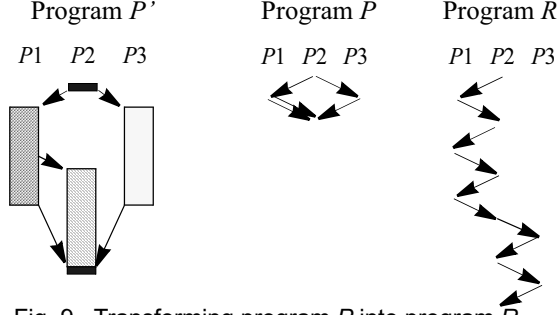 Program P’ Program P Program R
P1 P2 P3 P1 P2 P3 P1 P2 P3
Fig. 9. Transforming program P into program R